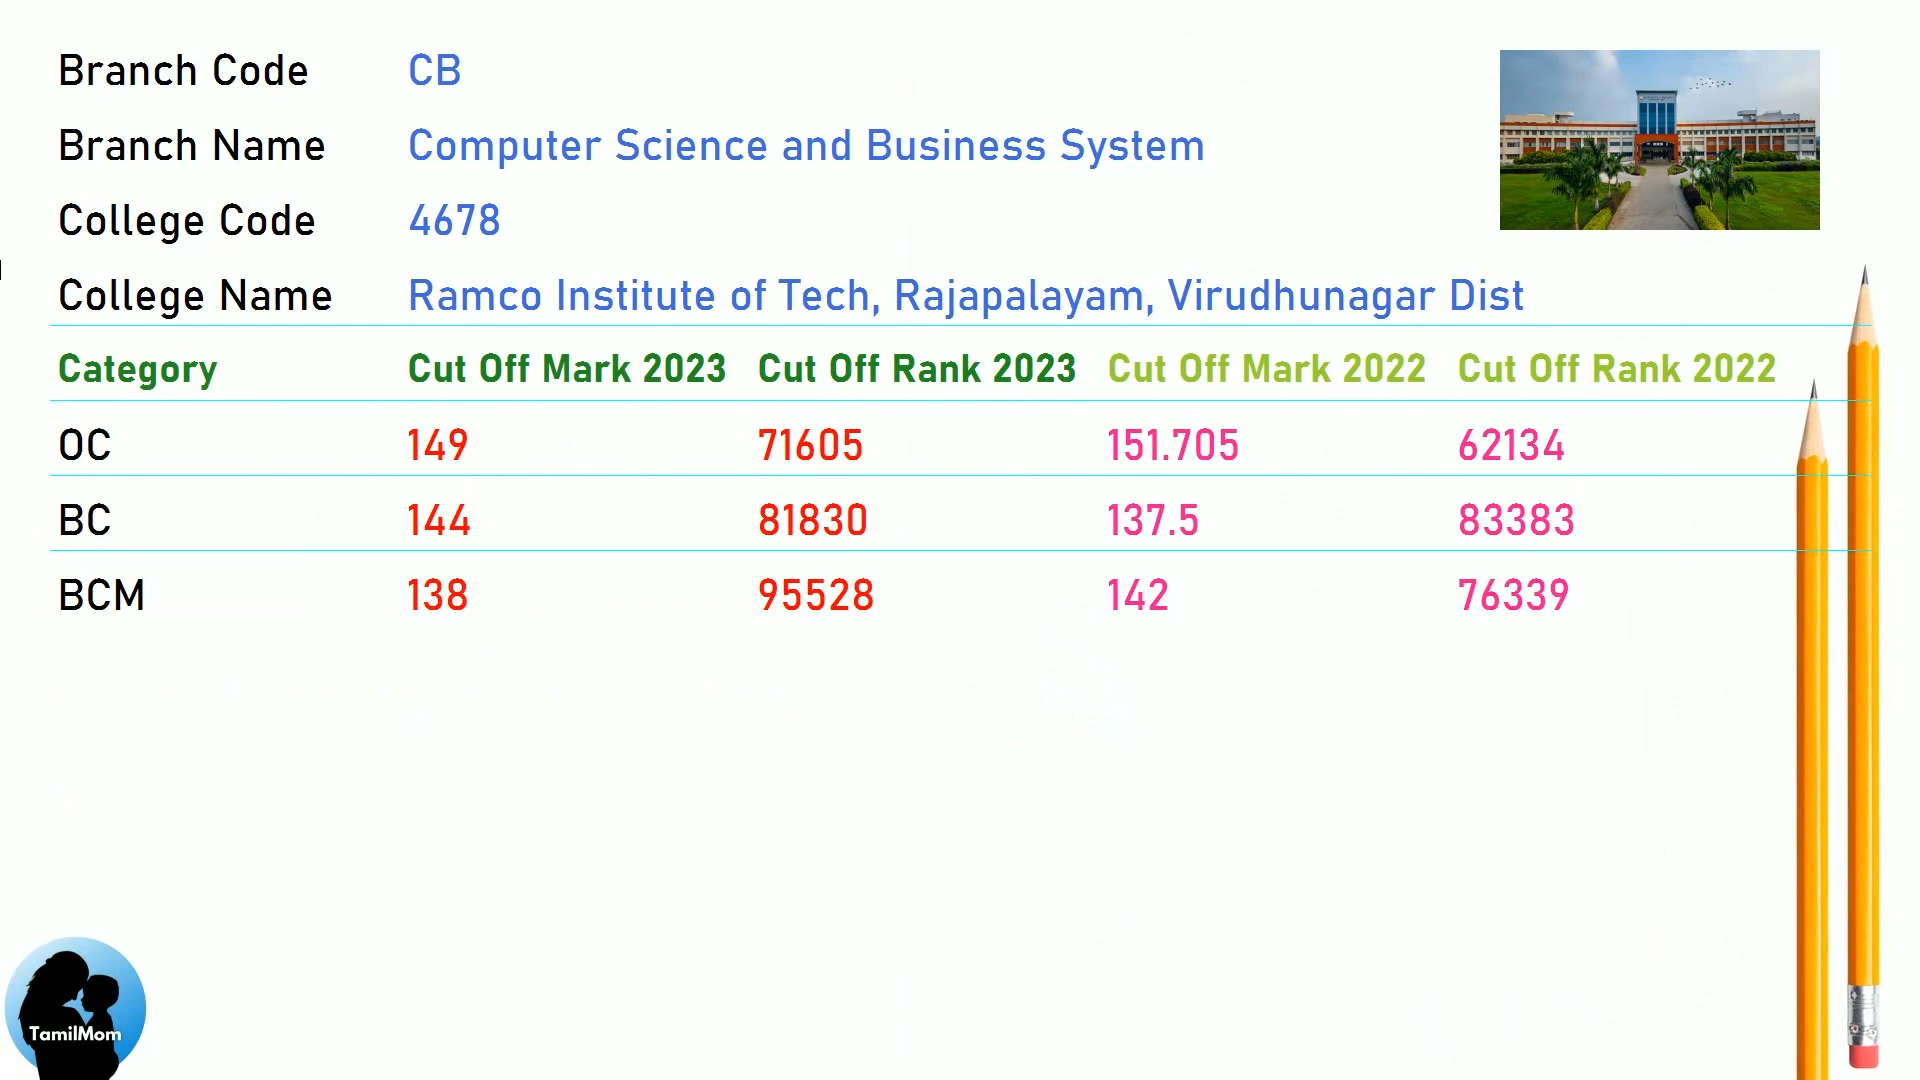 Branch Code CB
Branch Name Computer Science and Business System
College Code 4678
College Name Ramco Institute of Tech, Rajapalayam, Virudhunagar Dist
Category Cut Off Mark 2023 Cut Off Rank 2023 Cut Off Mark 2022 Cut Off Rank 2022
OC 149 71605 151.705 62134
BC 144 81830 137.5 83383
BCM 138 95528 142 76339
TamilMom